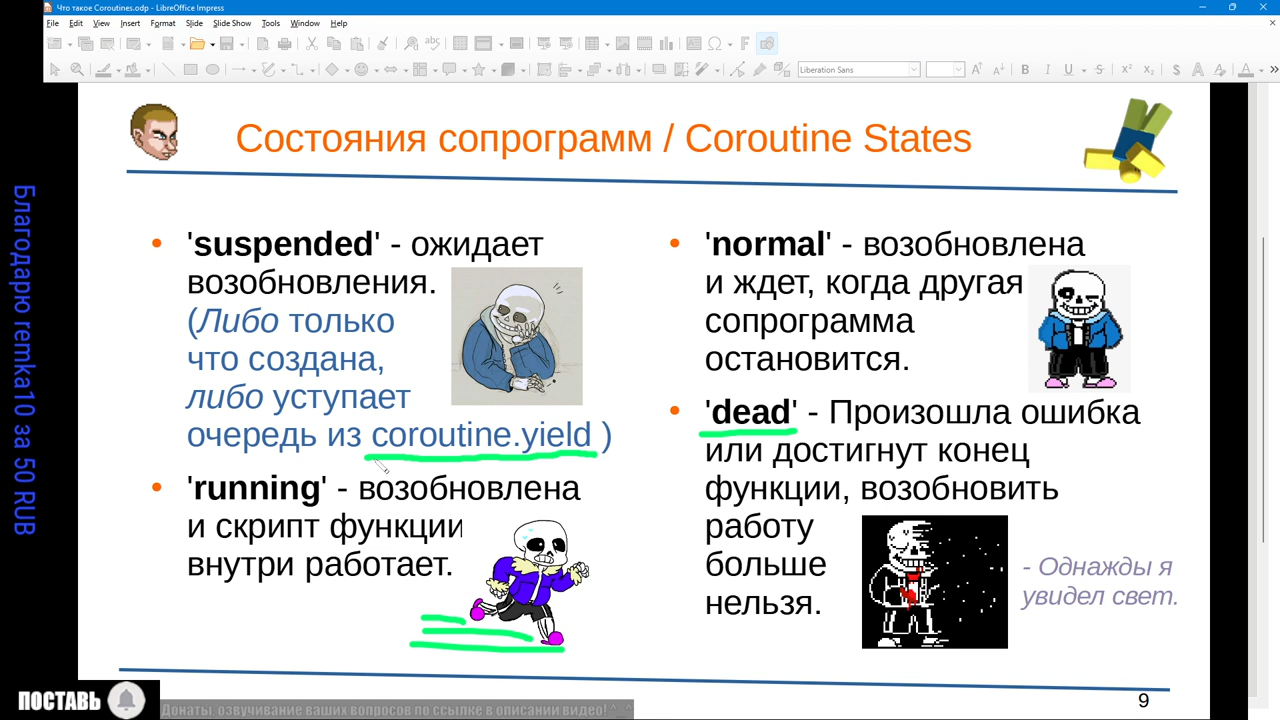 Что такое Coroutines.odp - LibreOffice Impress
File Edit View Insert Format Slide Slide Show Tools Window Help
Liberation Sans
Состояния сопрограмм / Coroutine States
'suspended' - ожидает
возобновления.
(Либо только
что создана,
либо уступает
очередь из coroutine.yield )
'running' - возобновлена
и скрипт функции
внутри работает.
'normal' - возобновлена
и ждет, когда другая
сопрограмма
остановится.
'dead' - Произошла ошибка
или достигнут конец
функции, возобновить
работу
больше
нельзя.
- Однажды я
увидел свет.
9
Благодарю remka10 за 50 RUB
ПОСТАВЬ
Донаты, озвучивание ваших вопросов по ссылке в описании видео! ^_^